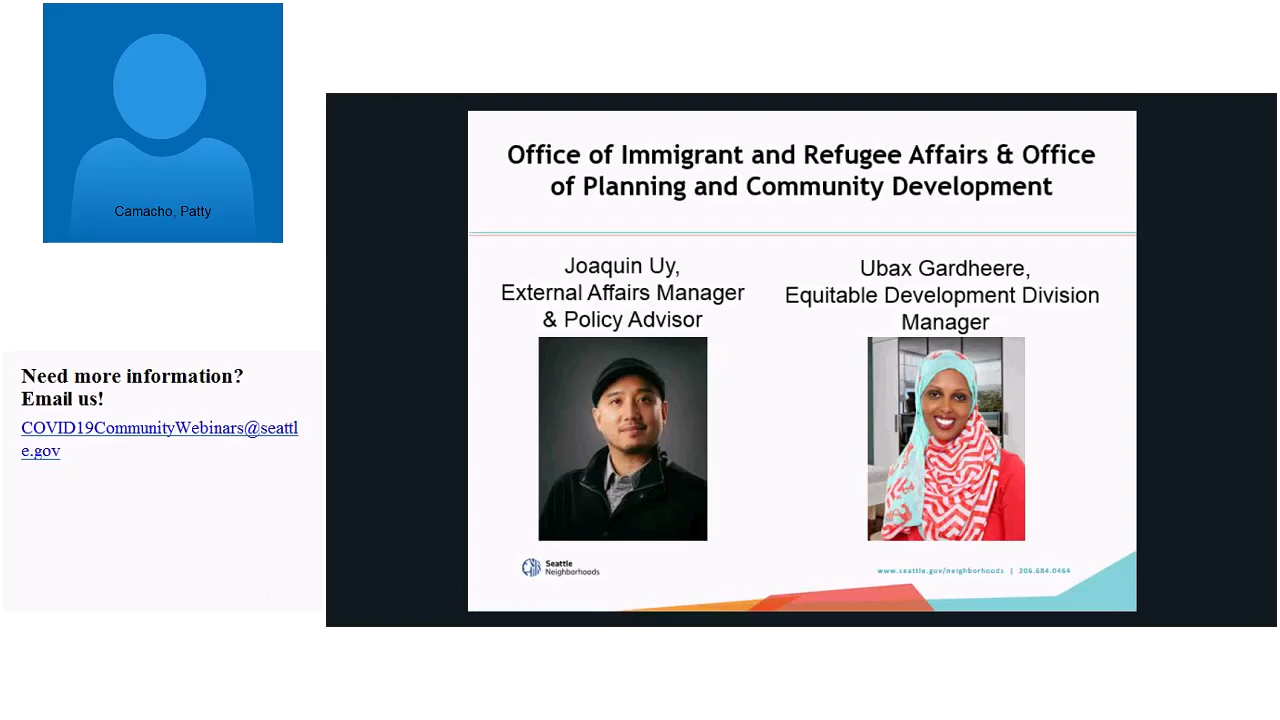 Camacho, Patty
Need more information?
Email us!
COVID19CommunityWebinars@seattl
e.gov
Office of Immigrant and Refugee Affairs & Office
of Planning and Community Development
Joaquin Uy,
External Affairs Manager
& Policy Advisor
Ubax Gardheere,
Equitable Development Division
Manager
Seattle
Neighborhoods
www.seattle.gov/neighborhoods | 206.684.0464